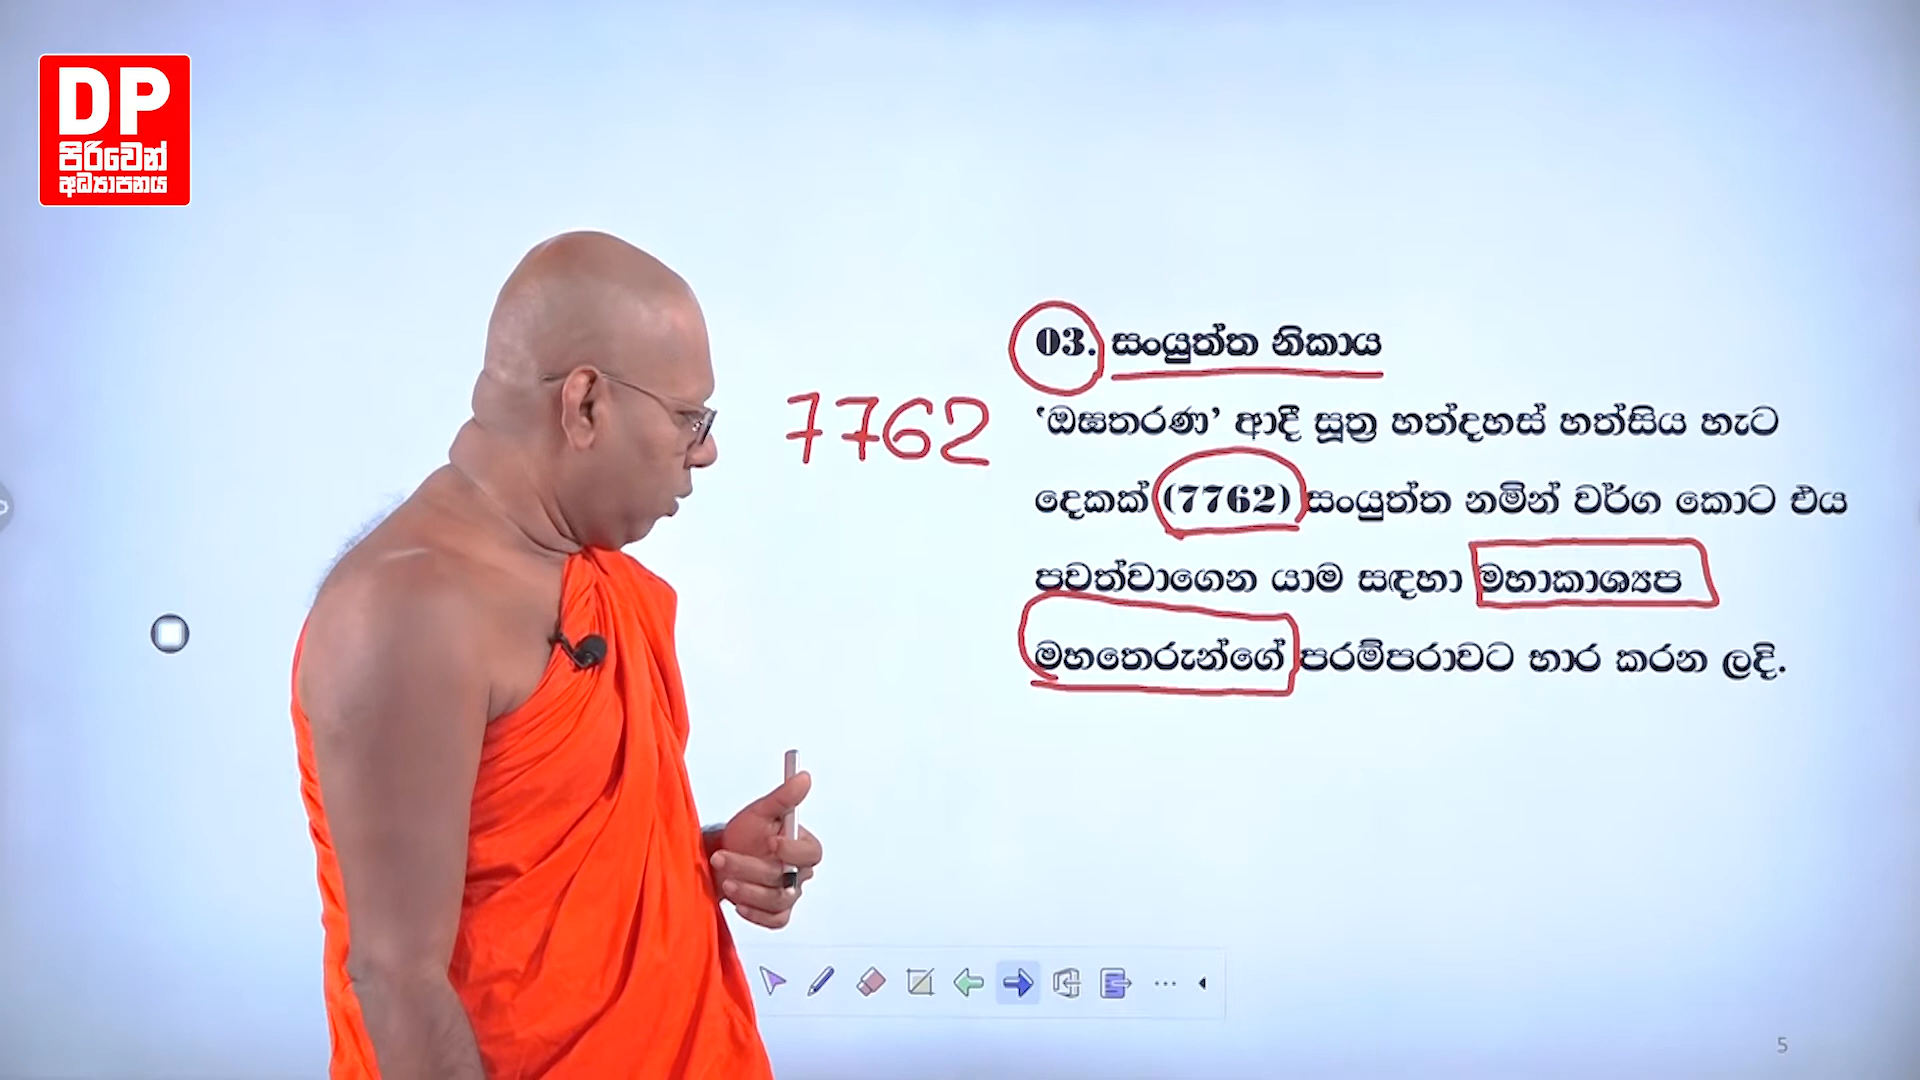 DP
පිරිවෙන්
අධ්‍යාපනය
03. සංයුත්ත නිකාය
7762
‘ඔඝතරණ’ ආදී සූත්‍ර හත්දහස් හත්සිය හැට
දෙකක් (7762) සංයුත්ත නමින් වර්ග කොට එය
පවත්වාගෙන යාම සඳහා මහාකාශ්‍යප
මහතෙරුන්ගේ පරම්පරාවට භාර කරන ලදි.
5